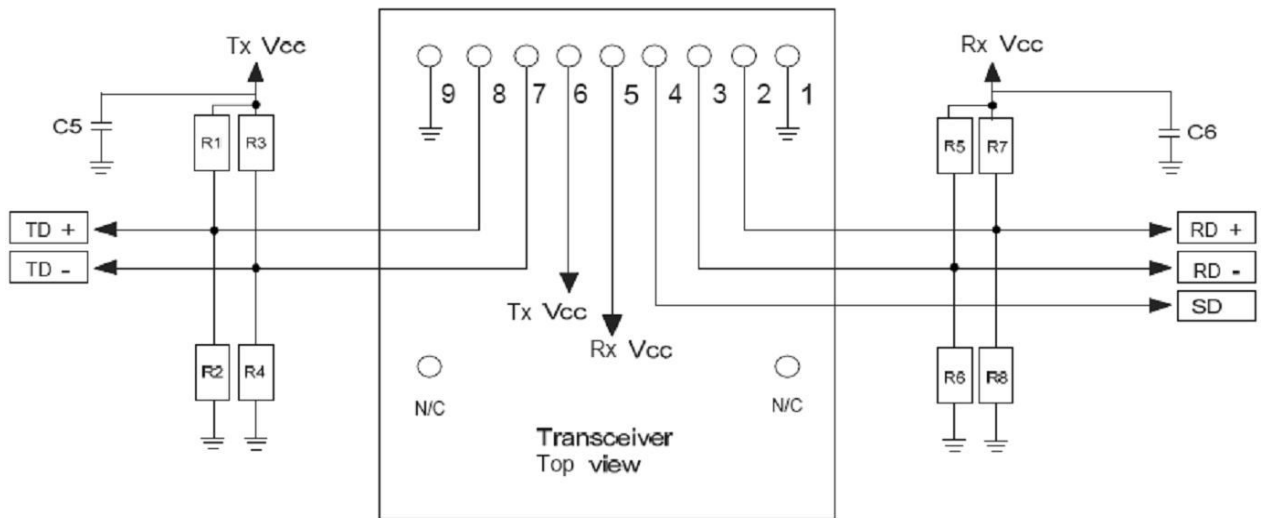 Tx Vcc
Rx Vcc
9 8 7 6 5 4 3 2 1
C5
R1
R3
R5
R7
C6
TD +
RD +
TD -
RD -
SD
Tx Vcc
Rx Vcc
R2
R4
R6
R8
N/C
N/C
Transceiver
Top view